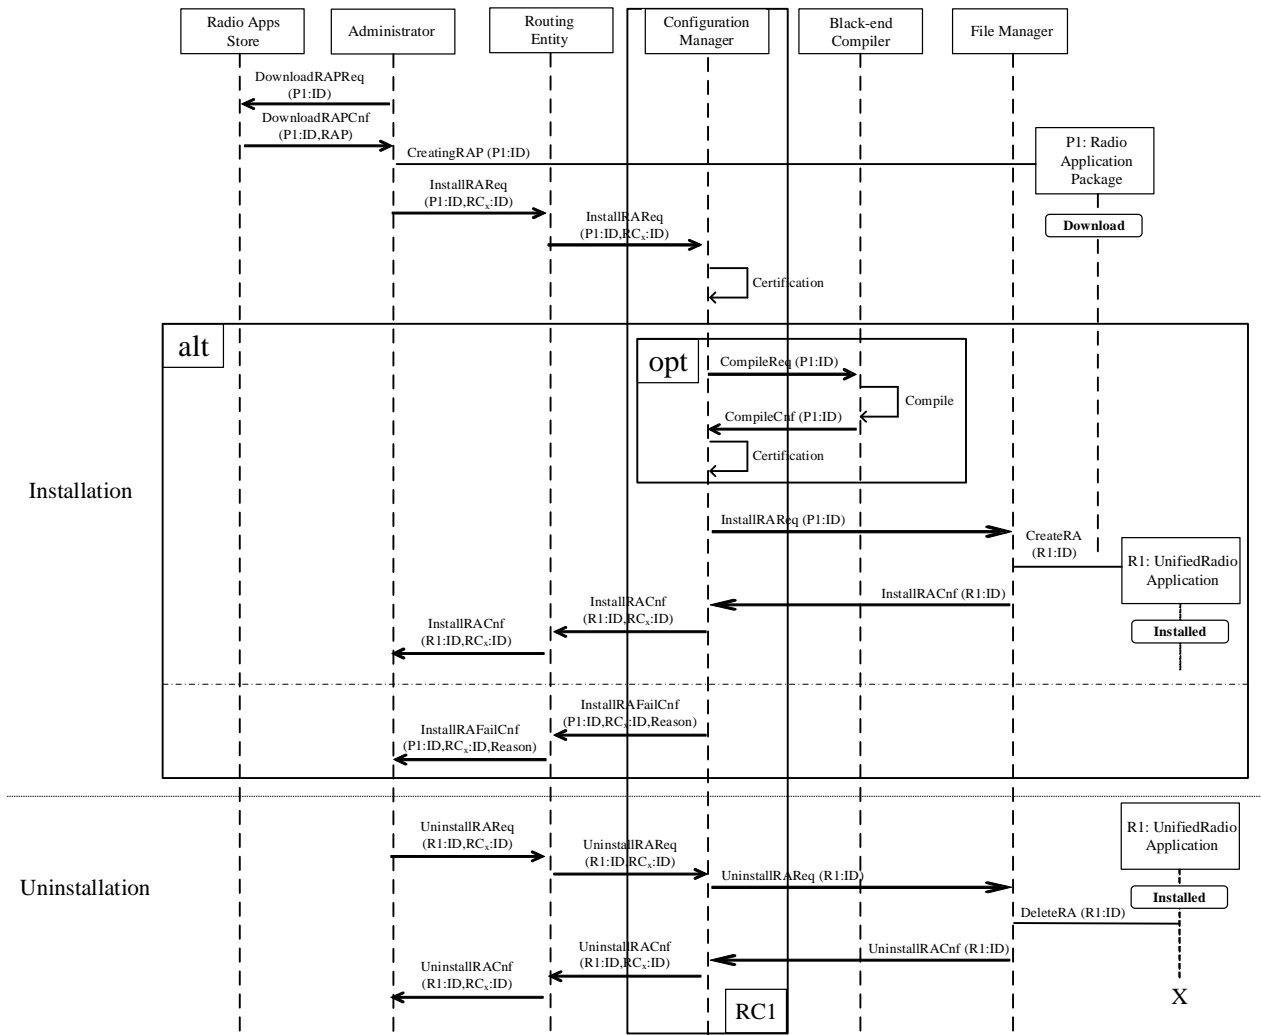 Radio Apps
Store
Administrator
Routing
Entity
Configuration
Manager
Black-end
Compiler
File Manager
DownloadRAPReq
(P1:ID)
DownloadRAPCnf
(P1:ID,RAP)
CreatingRAP (P1:ID)
P1: Radio
Application
Package
InstallRAReq
(P1:ID,RCₓ:ID)
InstallRAReq
(P1:ID,RCₓ:ID)
Download
Certification
alt
opt
CompileReq (P1:ID)
Compile
CompileCnf (P1:ID)
Certification
Installation
InstallRAReq (P1:ID)
CreateRA
(R1:ID)
R1: UnifiedRadio
Application
InstallRACnf (R1:ID)
InstallRACnf
(R1:ID,RCₓ:ID)
InstallRACnf
(R1:ID,RCₓ:ID)
Installed
InstallRAFailCnf
(P1:ID,RCₓ:ID,Reason)
InstallRAFailCnf
(P1:ID,RCₓ:ID,Reason)
R1: UnifiedRadio
Application
UninstallRAReq
(R1:ID,RCₓ:ID)
UninstallRAReq
(R1:ID,RCₓ:ID)
UninstallRAReq (R1:ID)
Uninstallation
Installed
DeleteRA (R1:ID)
UninstallRACnf (R1:ID)
UninstallRACnf
(R1:ID,RCₓ:ID)
UninstallRACnf
(R1:ID,RCₓ:ID)
X
RC1